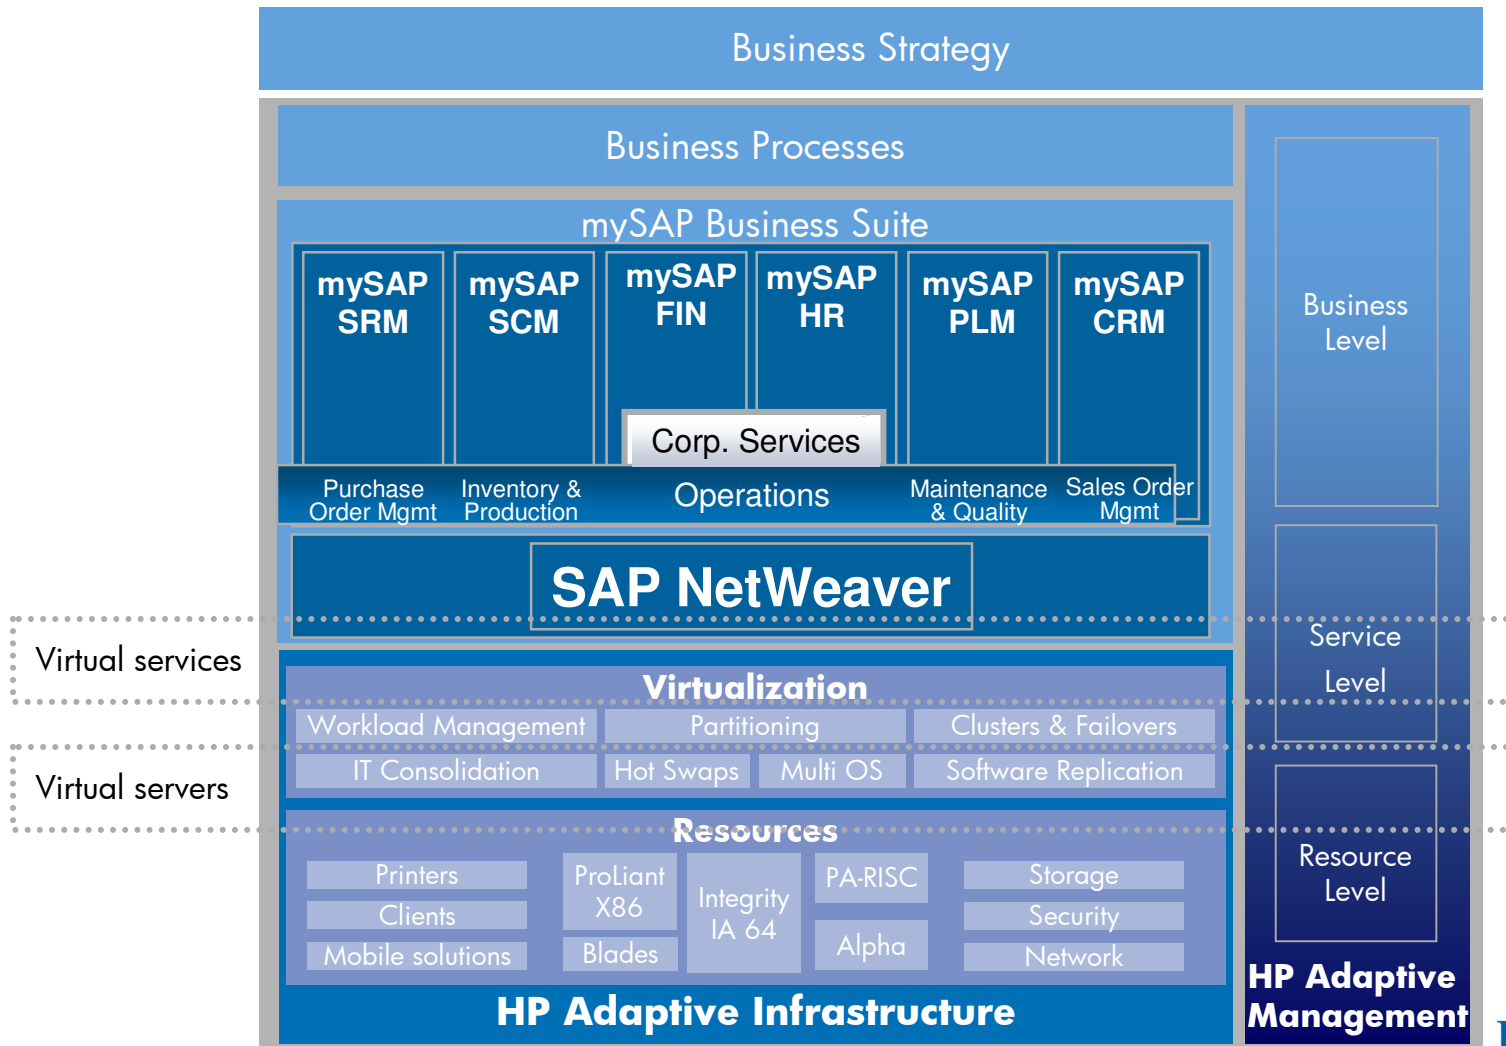 Business Strategy
Business Processes
mySAP Business Suite
mySAP
SRM
mySAP
SCM
mySAP
FIN
mySAP
HR
mySAP
PLM
mySAP
CRM
Corp. Services
Purchase
Order Mgmt
Inventory &
Production
Operations
Maintenance
& Quality
Sales Order
Mgmt
SAP NetWeaver
Virtual services
Virtualization
Workload Management
Partitioning
Clusters & Failovers
Virtual servers
IT Consolidation
Hot Swaps
Multi OS
Software Replication
Resources
Printers
Clients
Mobile solutions
ProLiant
X86
Blades
Integrity
IA 64
PA-RISC
Alpha
Storage
Security
Network
HP Adaptive Infrastructure
Business
Level
Service
Level
Resource
Level
HP Adaptive
Management